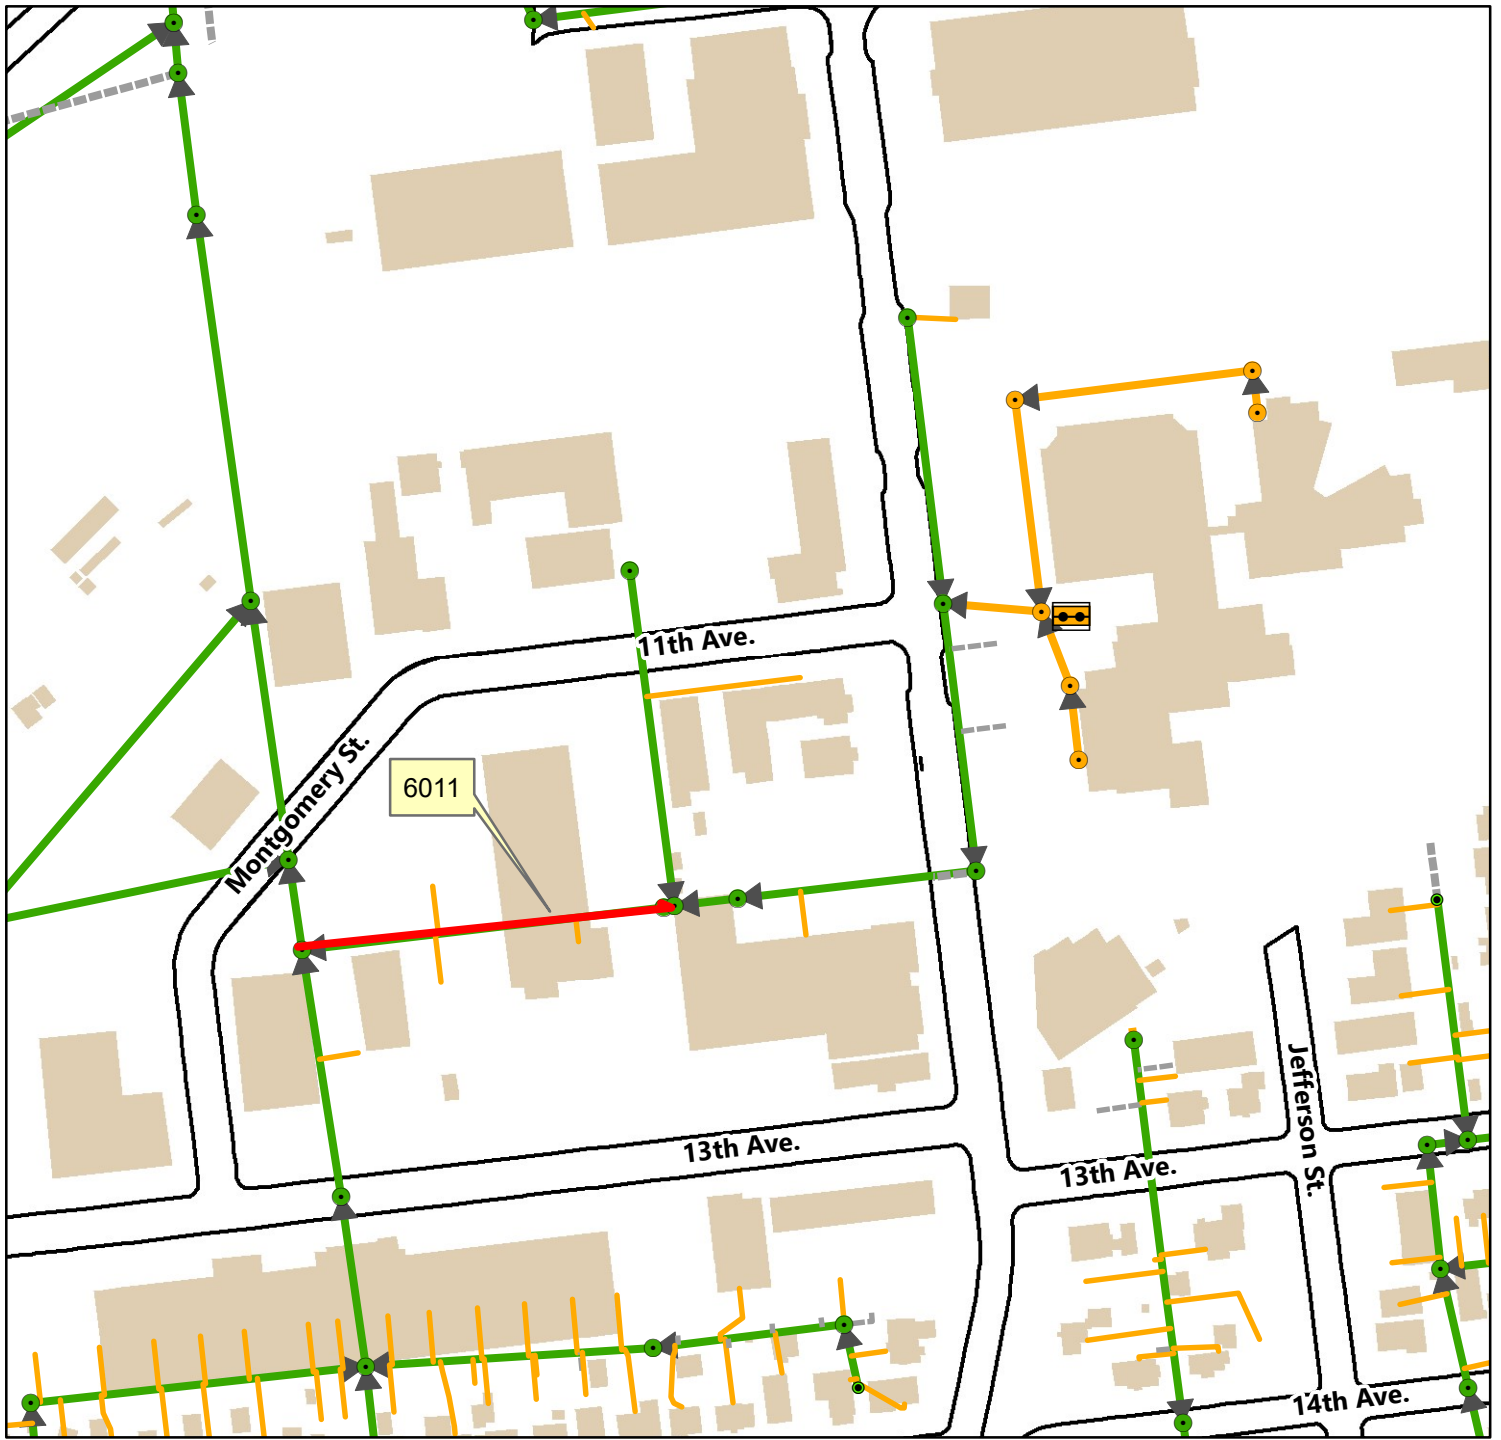 11th Ave.
Montgomery St.
6011
Jefferson St.
13th Ave.
13th Ave.
14th Ave.